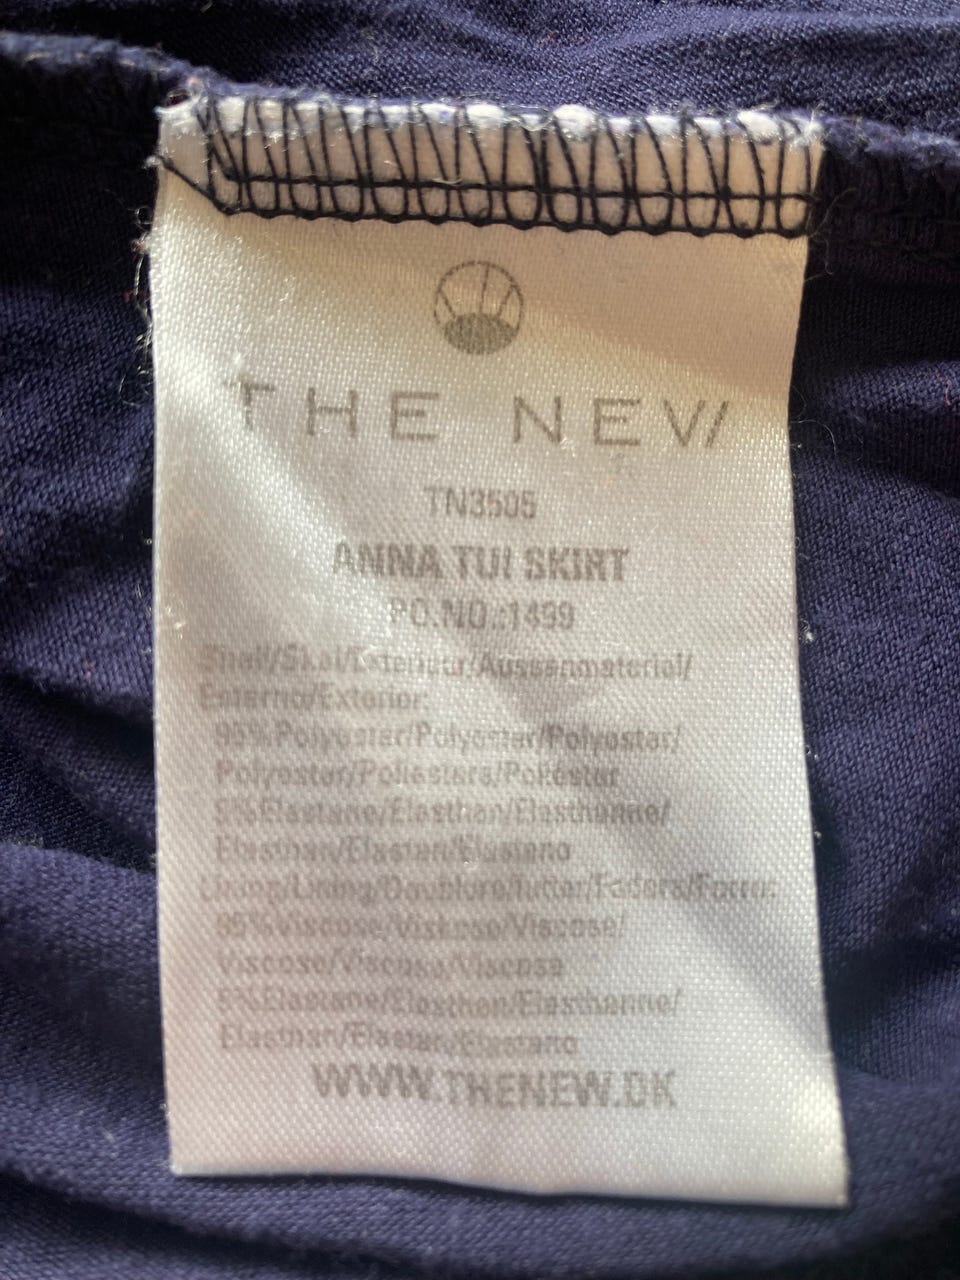 THE NEW
TN3505
ANNA TUI SKIRT
PO.NO.:1499
Shell/Skal/Exterieur/Aussenmaterial/
Esterno/Exterior:
95%Polyester/Polyester/Polyester/
Polyester/Poliestere/Poliéster
5%Elastane/Elasthan/Elasthanne/
Elasthan/Elastan/Elastano
Lining/Lining/Doublure/futter/Fodera/Forro:
95%Viscose/Viskose/Viscose/
Viscose/Viscosa/Viscosa
5%Elastane/Elasthan/Elasthanne/
Elasthan/Elastan/Elastano
WWW.THENEW.DK